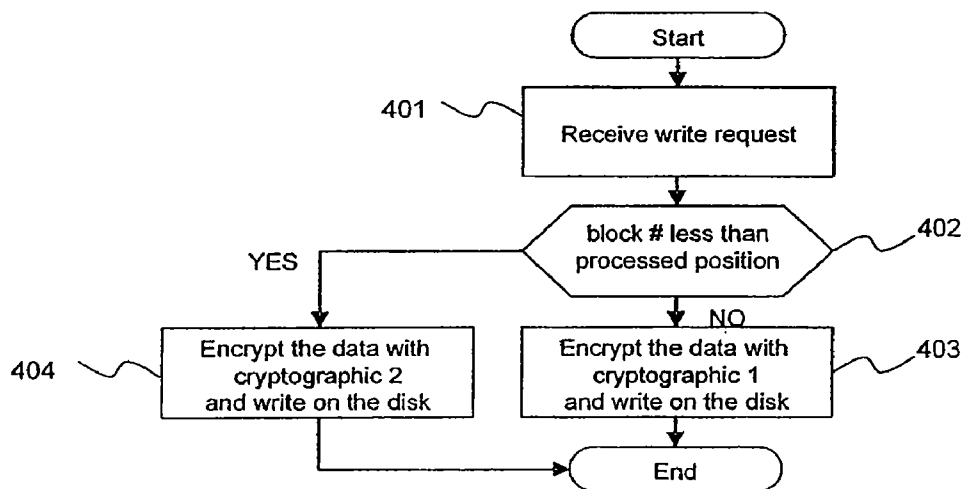 Start
401
Receive write request
402
block # less than
processed position
YES
NO
404
Encrypt the data with
cryptographic 2
and write on the disk
Encrypt the data with
cryptographic 1
and write on the disk
403
End